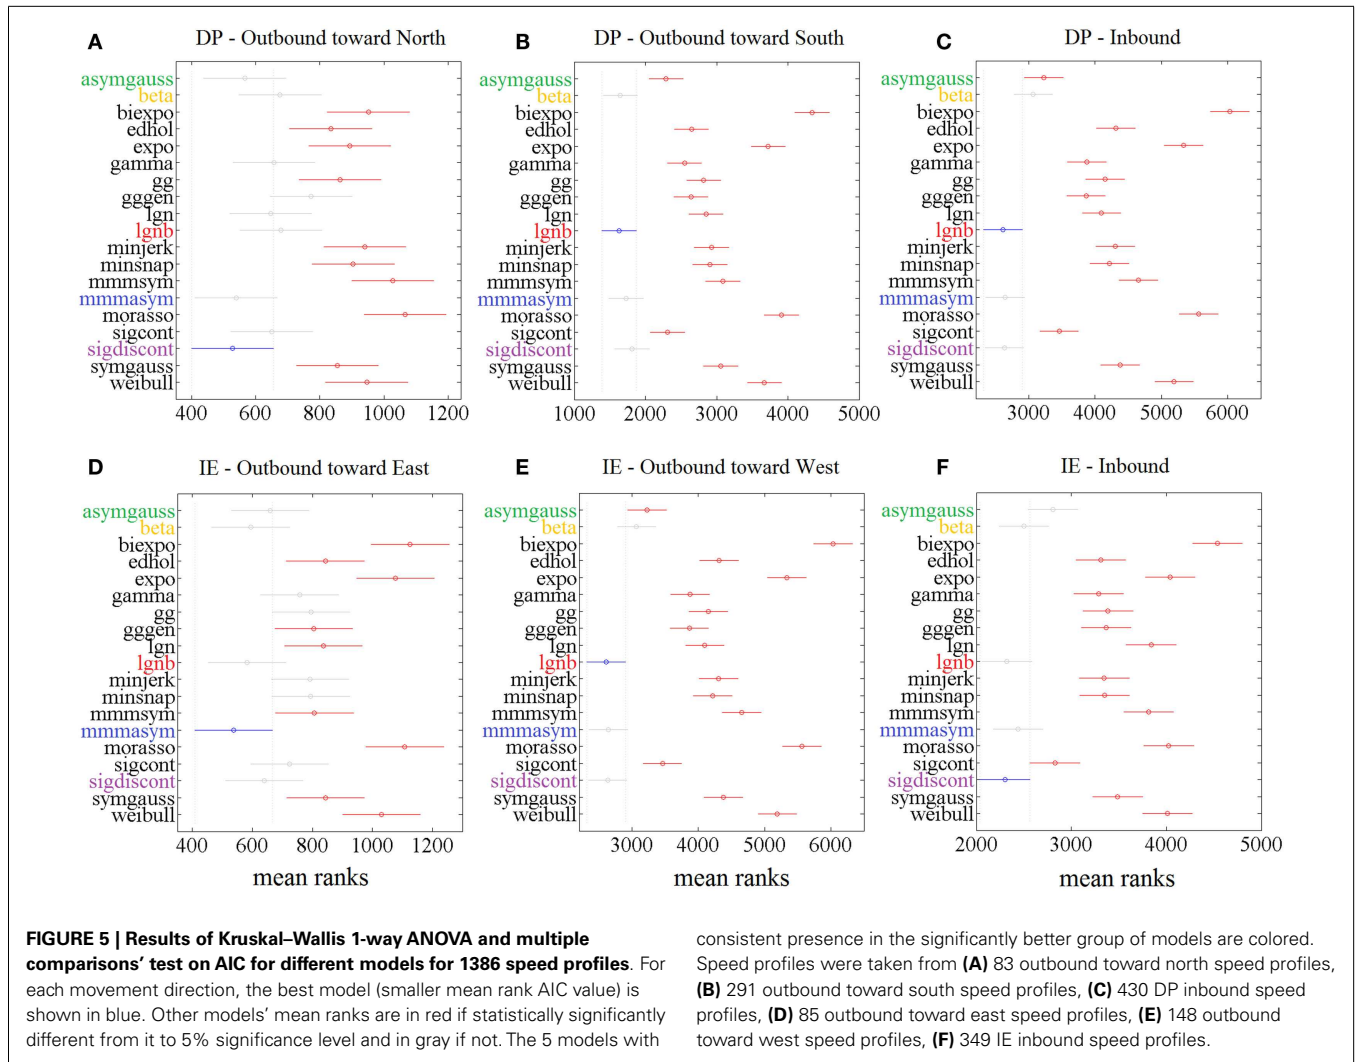 A
DP - Outbound toward North
asymgauss
beta
biexpo
edhol
expo
gamma
gg
gggen
lgn
lgnb
minjerk
minsnap
mmmsym
mmmasym
morasso
sigcont
sigdiscont
symgauss
weibull
400 600 800 1000 1200
B
DP - Outbound toward South
asymgauss
beta
biexpo
edhol
expo
gamma
gg
gggen
lgn
lgnb
minjerk
minsnap
mmmsym
mmmasym
morasso
sigcont
sigdiscont
symgauss
weibull
1000 2000 3000 4000 5000
C
DP - Inbound
asymgauss
beta
biexpo
edhol
expo
gamma
gg
gggen
lgn
lgnb
minjerk
minsnap
mmmsym
mmmasym
morasso
sigcont
sigdiscont
symgauss
weibull
3000 4000 5000 6000
D
IE - Outbound toward East
asymgauss
beta
biexpo
edhol
expo
gamma
gg
gggen
lgn
lgnb
minjerk
minsnap
mmmsym
mmmasym
morasso
sigcont
sigdiscont
symgauss
weibull
400 600 800 1000 1200
mean ranks
E
IE - Outbound toward West
asymgauss
beta
biexpo
edhol
expo
gamma
gg
gggen
lgn
lgnb
minjerk
minsnap
mmmsym
mmmasym
morasso
sigcont
sigdiscont
symgauss
weibull
3000 4000 5000 6000
mean ranks
F
IE - Inbound
asymgauss
beta
biexpo
edhol
expo
gamma
gg
gggen
lgn
lgnb
minjerk
minsnap
mmmsym
mmmasym
morasso
sigcont
sigdiscont
symgauss
weibull
2000 3000 4000 5000
mean ranks
FIGURE 5 | Results of Kruskal–Wallis 1-way ANOVA and multiple
comparisons' test on AIC for different models for 1386 speed profiles. For
each movement direction, the best model (smaller mean rank AIC value) is
shown in blue. Other models' mean ranks are in red if statistically significantly
different from it to 5% significance level and in gray if not. The 5 models with
consistent presence in the significantly better group of models are colored.
Speed profiles were taken from (A) 83 outbound toward north speed profiles,
(B) 291 outbound toward south speed profiles, (C) 430 DP inbound speed
profiles, (D) 85 outbound toward east speed profiles, (E) 148 outbound
toward west speed profiles, (F) 349 IE inbound speed profiles.